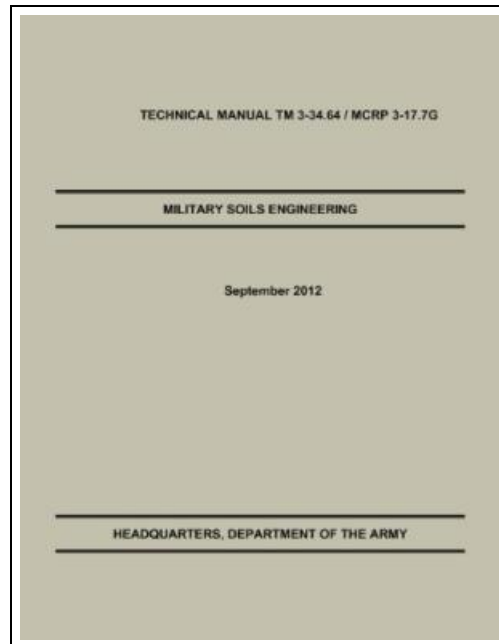 TECHNICAL MANUAL TM 3-34.64 / MCRP 3-17.7G
MILITARY SOILS ENGINEERING
September 2012
HEADQUARTERS, DEPARTMENT OF THE ARMY